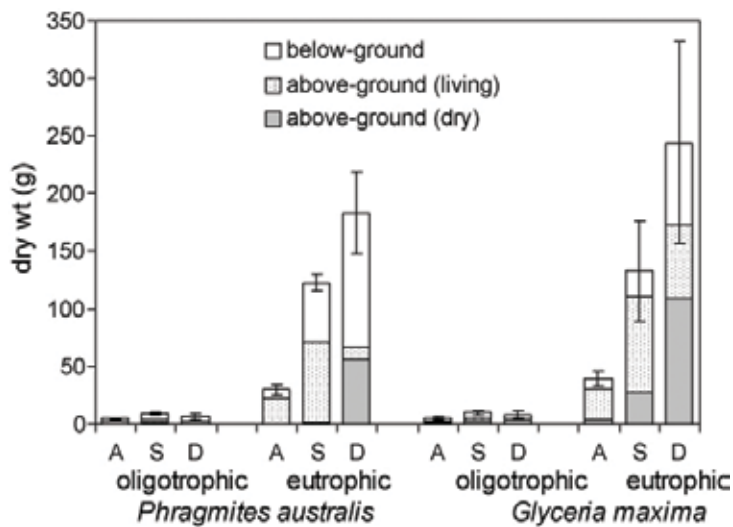 350
300
250
200
150
100
50
0
dry wt (g)
below-ground
above-ground (living)
above-ground (dry)
A S D A S D A S D A S D
oligotrophic eutrophic oligotrophic eutrophic
Phragmites australis Glyceria maxima